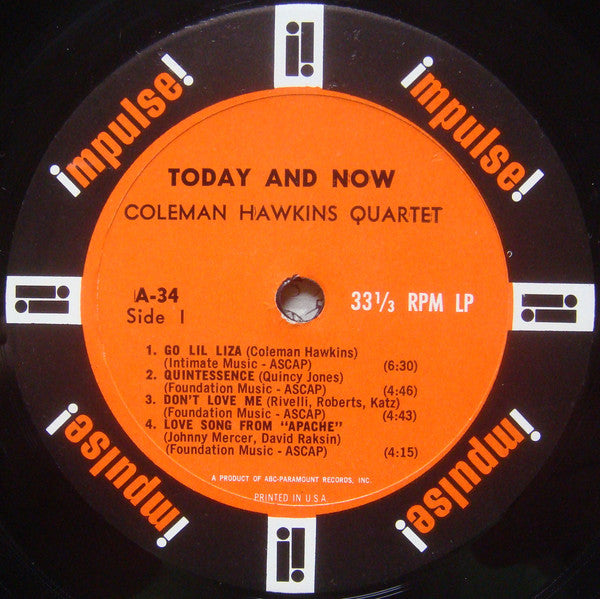 impulse!
impulse!
TODAY AND NOW
COLEMAN HAWKINS QUARTET
A-34
Side 1
33 1/3 RPM LP
1. GO LIL LIZA (Coleman Hawkins)
(Intimate Music - ASCAP) (6:30)
2. QUINTESSENCE (Quincy Jones)
(Foundation Music - ASCAP) (4:46)
3. DON'T LOVE ME (Rivelli, Roberts, Katz)
(Foundation Music - ASCAP) (4:43)
4. LOVE SONG FROM "APACHE"
(Johnny Mercer, David Raksin)
(Foundation Music - ASCAP) (4:15)
A PRODUCT OF ABC-PARAMOUNT RECORDS, INC.
PRINTED IN U.S.A.
impulse!
impulse!